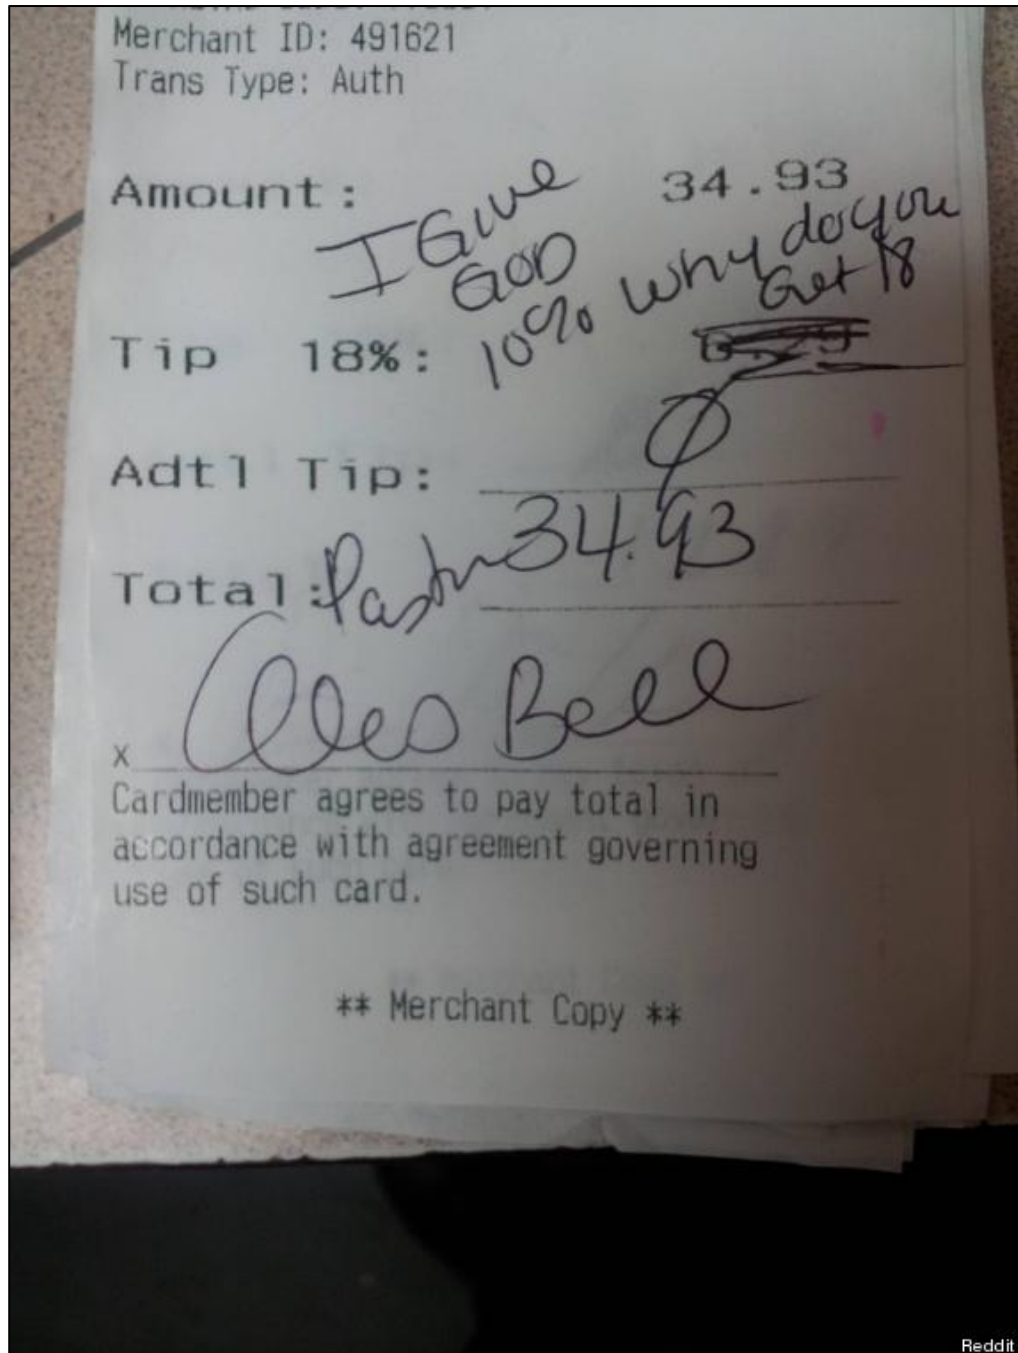 Merchant ID: 491621
Trans Type: Auth
Amount: 34.93
I Give
GOD
10% Why do you
Get 18
Tip 18%:
Adtl Tip:
34.93
Total: Pastor
Bell
x
Cardmember agrees to pay total in
accordance with agreement governing
use of such card.
** Merchant Copy **
Reddit